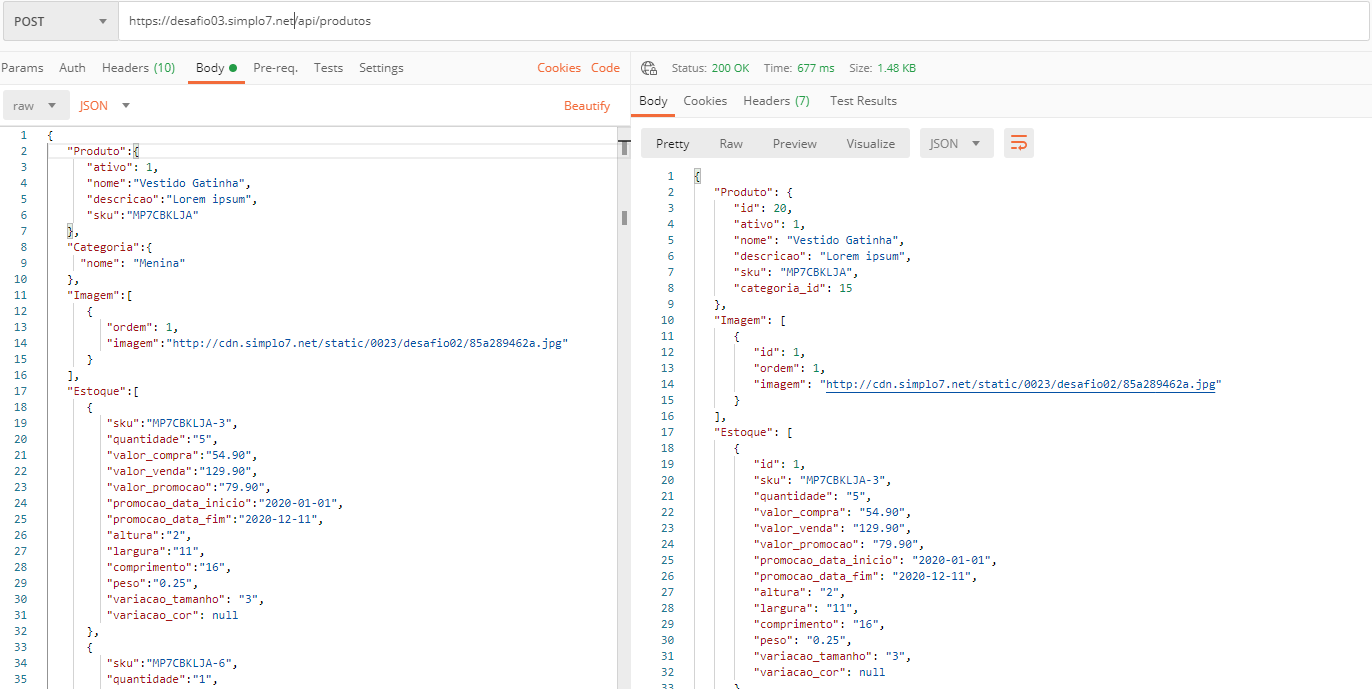 POST https://desafio03.simplo7.net/api/produtos
Params Auth Headers (10) Body Pre-req. Tests Settings Cookies Code
raw JSON Beautify
1 {
2 "Produto":{
3 "ativo": 1,
4 "nome":"Vestido Gatinha",
5 "descricao":"Lorem ipsum",
6 "sku":"MP7CBKLJA"
7 },
8 "Categoria":{
9 "nome": "Menina"
10 },
11 "Imagem":[
12 {
13 "ordem": 1,
14 "imagem":"http://cdn.simplo7.net/static/0023/desafio02/85a289462a.jpg"
15 }
16 ],
17 "Estoque":[
18 {
19 "sku":"MP7CBKLJA-3",
20 "quantidade":"5",
21 "valor_compra":"54.90",
22 "valor_venda":"129.90",
23 "valor_promocao":"79.90",
24 "promocao_data_inicio":"2020-01-01",
25 "promocao_data_fim":"2020-12-11",
26 "altura":"2",
27 "largura":"11",
28 "comprimento":"16",
29 "peso":"0.25",
30 "variacao_tamanho": "3",
31 "variacao_cor": null
32 },
33 {
34 "sku":"MP7CBKLJA-6",
35 "quantidade":"1",
Status: 200 OK Time: 677 ms Size: 1.48 KB
Body Cookies Headers (7) Test Results
Pretty Raw Preview Visualize JSON
1 {
2 "Produto": {
3 "id": 20,
4 "ativo": 1,
5 "nome": "Vestido Gatinha",
6 "descricao": "Lorem ipsum",
7 "sku": "MP7CBKLJA",
8 "categoria_id": 15
9 },
10 "Imagem": [
11 {
12 "id": 1,
13 "ordem": 1,
14 "imagem": "http://cdn.simplo7.net/static/0023/desafio02/85a289462a.jpg"
15 }
16 ],
17 "Estoque": [
18 {
19 "id": 1,
20 "sku": "MP7CBKLJA-3",
21 "quantidade": "5",
22 "valor_compra": "54.90",
23 "valor_venda": "129.90",
24 "valor_promocao": "79.90",
25 "promocao_data_inicio": "2020-01-01",
26 "promocao_data_fim": "2020-12-11",
27 "altura": "2",
28 "largura": "11",
29 "comprimento": "16",
30 "peso": "0.25",
31 "variacao_tamanho": "3",
32 "variacao_cor": null
33 }